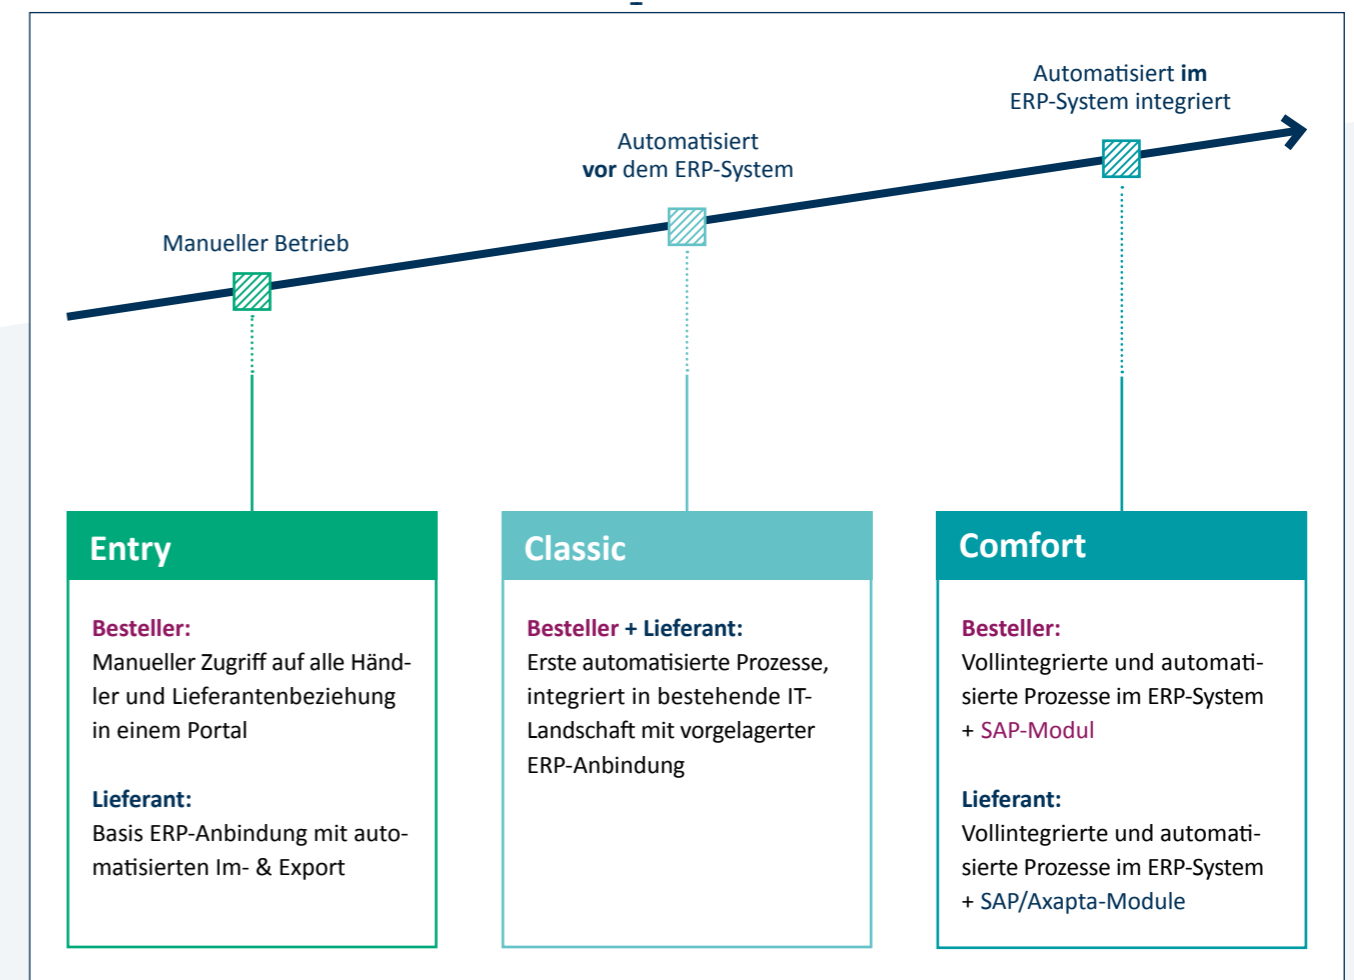 Manueller Betrieb
Automatisiert
vor dem ERP-System
Automatisiert im
ERP-System integriert
Entry
Besteller:
Manueller Zugriff auf alle Händ-
ler und Lieferantenbeziehung
in einem Portal
Lieferant:
Basis ERP-Anbindung mit auto-
matisierten Im- & Export
Classic
Besteller + Lieferant:
Erste automatisierte Prozesse,
integriert in bestehende IT-
Landschaft mit vorgelagerter
ERP-Anbindung
Comfort
Besteller:
Vollintegrierte und automati-
sierte Prozesse im ERP-System
+ SAP-Modul
Lieferant:
Vollintegrierte und automati-
sierte Prozesse im ERP-System
+ SAP/Axapta-Module